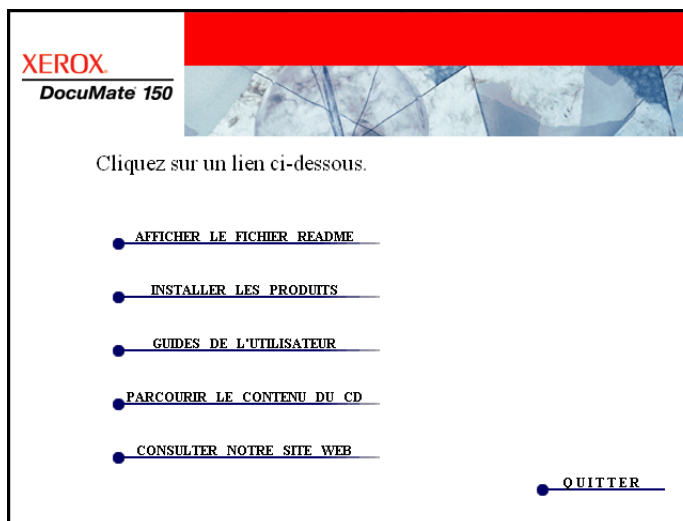 XEROX.
DocuMate 150
Cliquez sur un lien ci-dessous.
AFFICHER LE FICHIER README
INSTALLER LES PRODUITS
GUIDES DE L'UTILISATEUR
PARCOURIR LE CONTENU DU CD
CONSULTER NOTRE SITE WEB
QUITTER